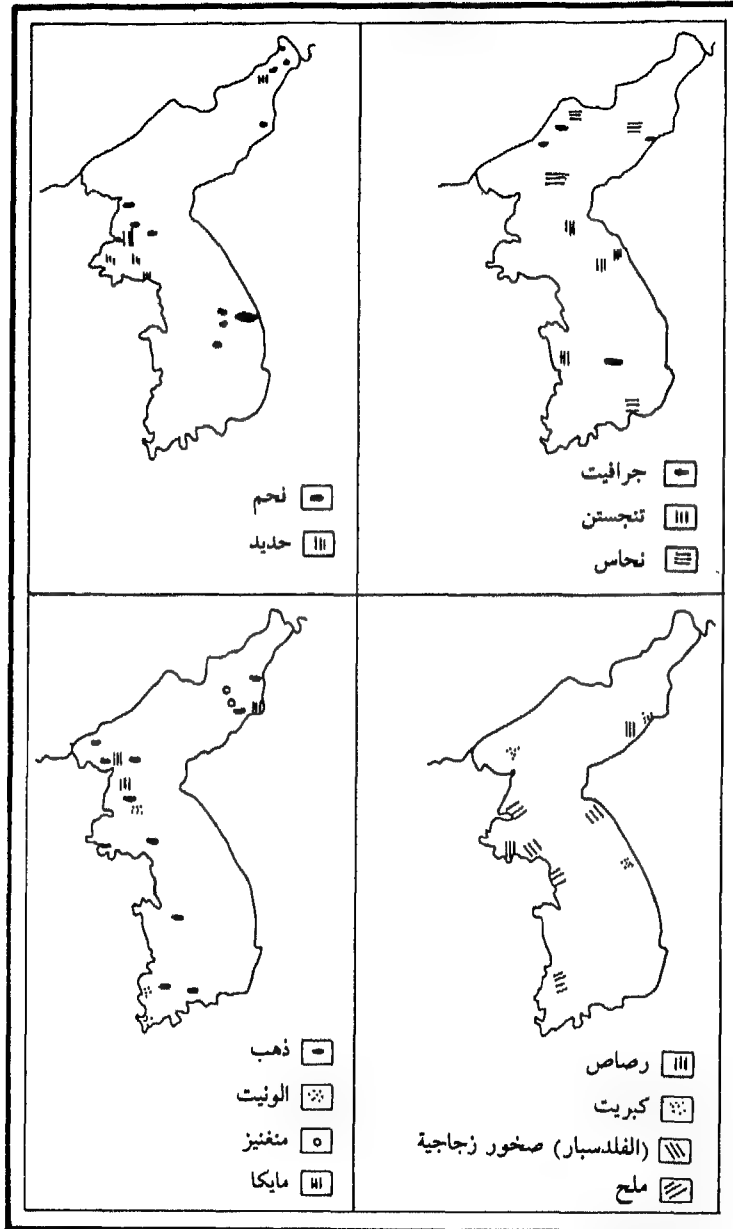 جرافيت
تنجستن
نحاس
فحم
حديد
رصاص
كبريت
(الفلدسبار) صخور زجاجية
ملح
ذهب
الونيت
منغنيز
مايكا